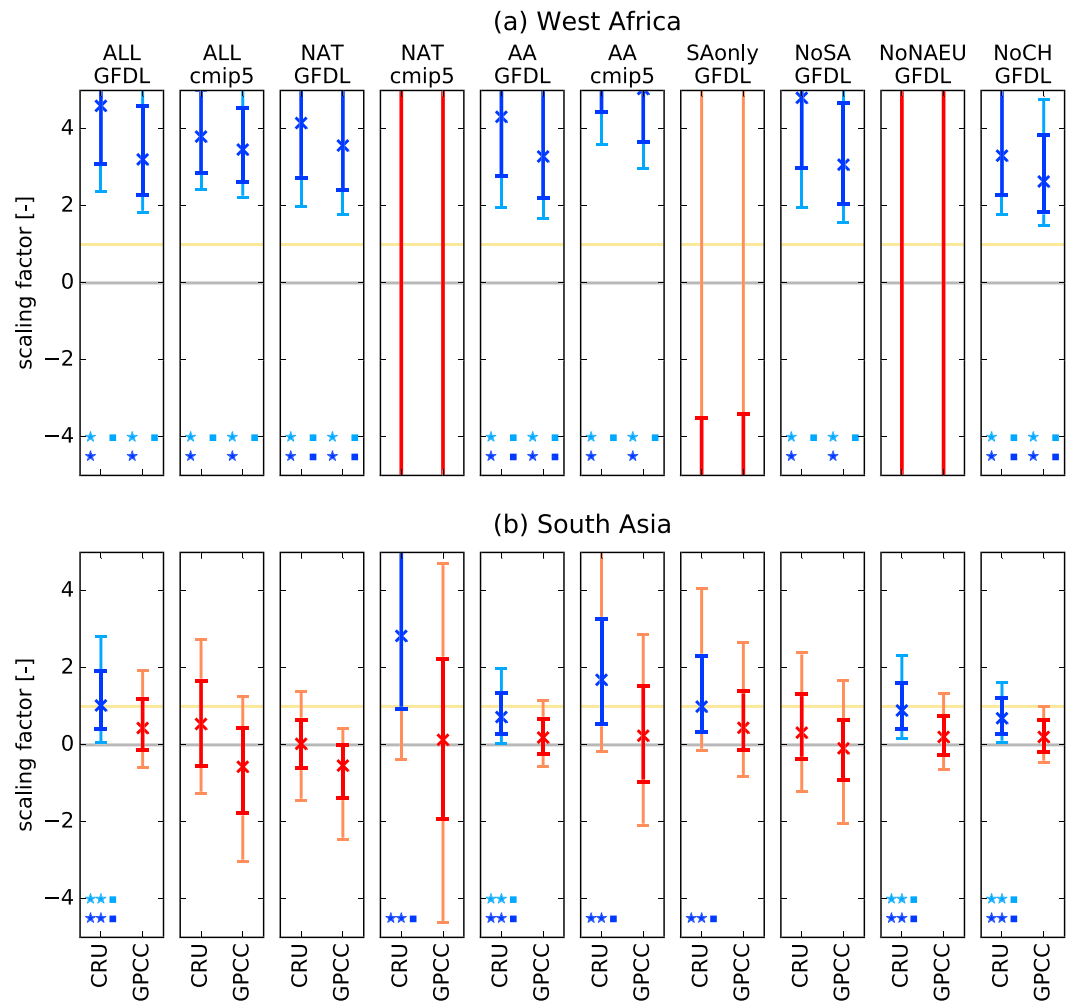 (a) West Africa
ALL GFDL
ALL cmip5
NAT GFDL
NAT cmip5
AA GFDL
AA cmip5
SAonly GFDL
NoSA GFDL
NoNAEU GFDL
NoCH GFDL
4
2
0
−2
−4
scaling factor [-]
(b) South Asia
4
2
0
−2
−4
scaling factor [-]
CRU GPCC CRU GPCC CRU GPCC CRU GPCC CRU GPCC CRU GPCC CRU GPCC CRU GPCC CRU GPCC CRU GPCC